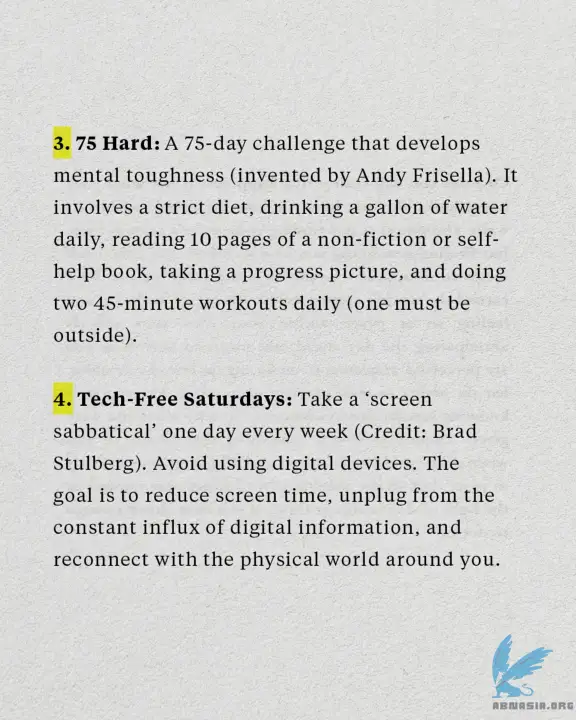 3. 75 Hard: A 75-day challenge that develops
mental toughness (invented by Andy Frisella). It
involves a strict diet, drinking a gallon of water
daily, reading 10 pages of a non-fiction or self-
help book, taking a progress picture, and doing
two 45-minute workouts daily (one must be
outside).
4. Tech-Free Saturdays: Take a ‘screen
sabbatical’ one day every week (Credit: Brad
Stulberg). Avoid using digital devices. The
goal is to reduce screen time, unplug from the
constant influx of digital information, and
reconnect with the physical world around you.
ABNASIA.ORG